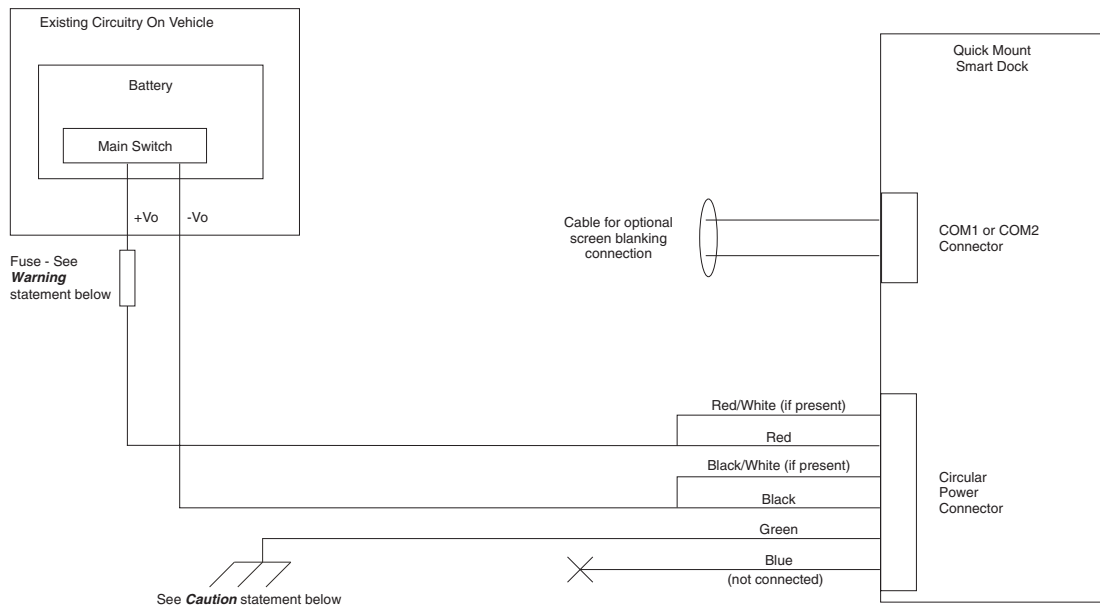 Existing Circuitry On Vehicle
Battery
Main Switch
+Vo
-Vo
Fuse - See
Warning
statement below
Quick Mount
Smart Dock
Cable for optional
screen blanking
connection
COM1 or COM2
Connector
Red/White (if present)
Red
Black/White (if present)
Black
Green
Blue
(not connected)
Circular
Power
Connector
See Caution statement below